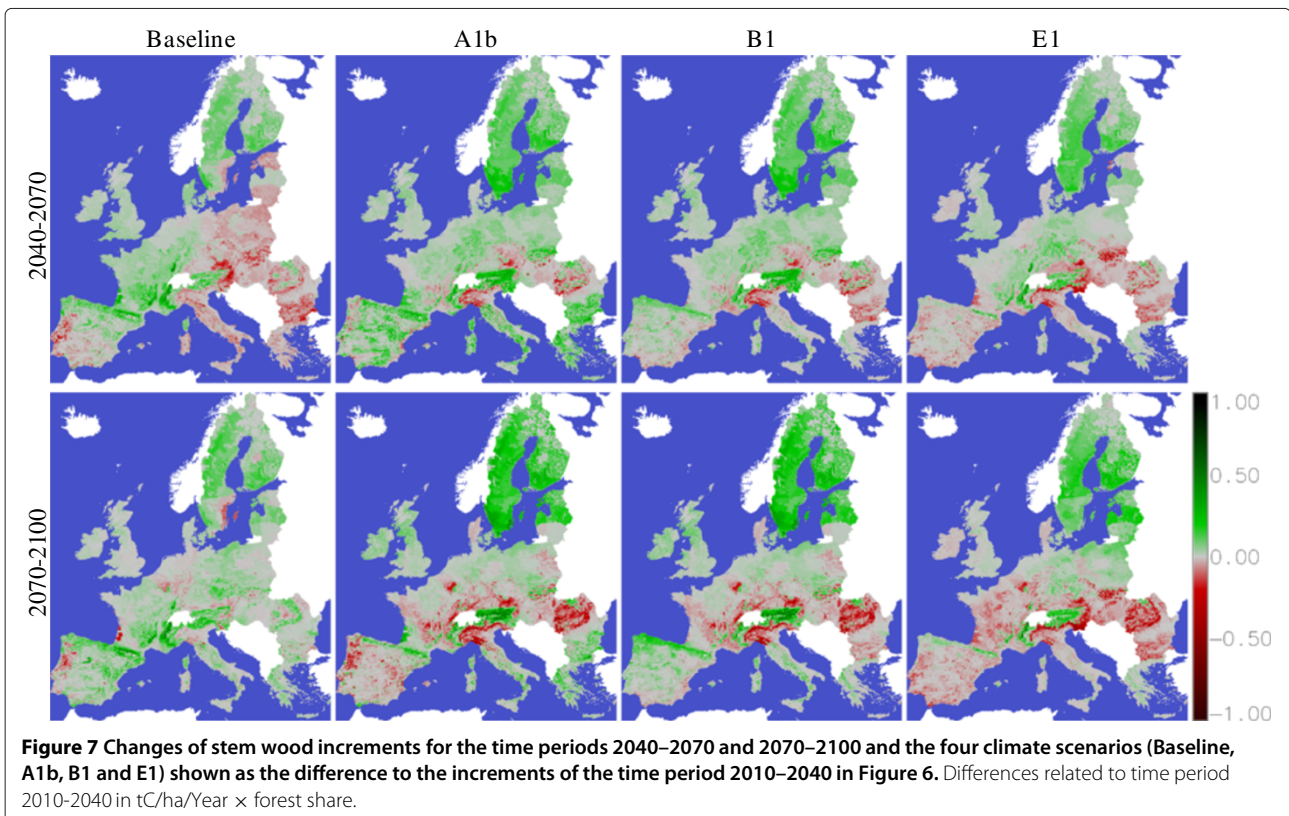 Baseline A1b B1 E1
2040-2070
2070-2100
1.00
0.50
0.00
-0.50
-1.00
Figure 7 Changes of stem wood increments for the time periods 2040–2070 and 2070–2100 and the four climate scenarios (Baseline,
A1b, B1 and E1) shown as the difference to the increments of the time period 2010–2040 in Figure 6. Differences related to time period
2010-2040 in tC/ha/Year × forest share.